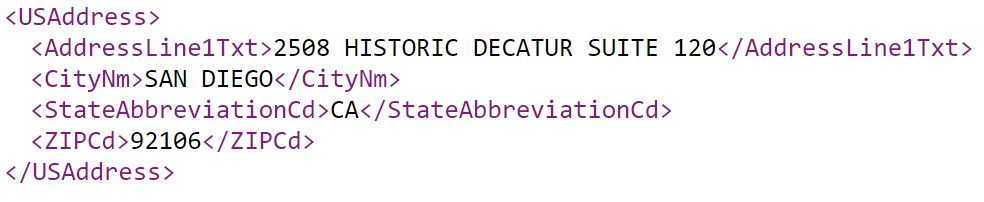 <USAddress>
<AddressLine1Txt>2508 HISTORIC DECATUR SUITE 120</AddressLine1Txt>
<CityNm>SAN DIEGO</CityNm>
<StateAbbreviationCd>CA</StateAbbreviationCd>
<ZIPCd>92106</ZIPCd>
</USAddress>